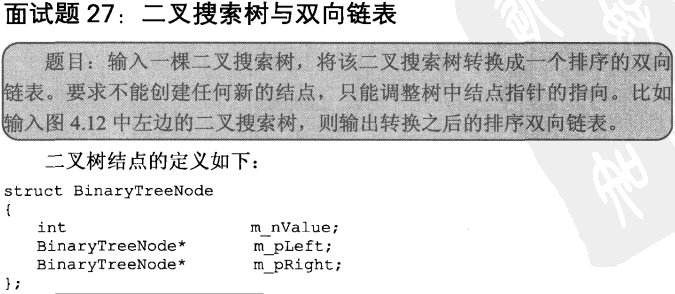 面试题 27：二叉搜索树与双向链表
题目：输入一棵二叉搜索树，将该二叉搜索树转换成一个排序的双向
链表。要求不能创建任何新的结点，只能调整树中结点指针的指向。比如
输入图 4.12 中左边的二叉搜索树，则输出转换之后的排序双向链表。
二叉树结点的定义如下：
struct BinaryTreeNode
{
int m_nValue;
BinaryTreeNode* m_pLeft;
BinaryTreeNode* m_pRight;
};